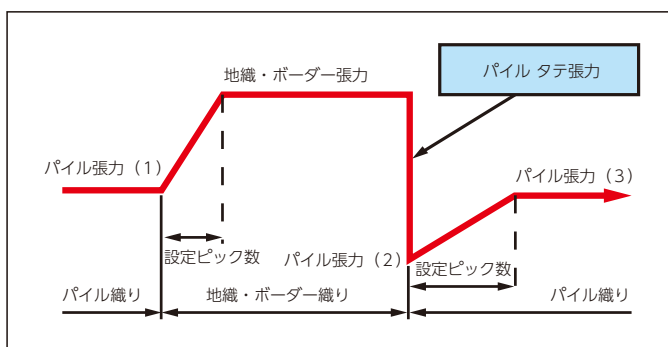 地織・ボーダー張力
パイル タテ張力
パイル張力（1）
パイル張力（3）
設定ピック数
パイル張力（2）
設定ピック数
パイル織り
地織・ボーダー織り
パイル織り